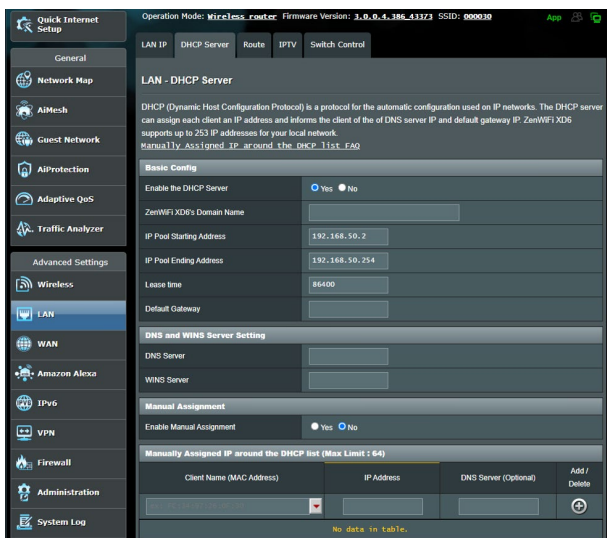 Quick Internet
Setup
Operation Mode: Wireless router Firmware Version: 3.0.0.4.386_43373 SSID: 000030
App
LAN IP
DHCP Server
Route
IPTV
Switch Control
General
Network Map
AiMesh
Guest Network
AiProtection
Adaptive QoS
Traffic Analyzer
Advanced Settings
Wireless
LAN
WAN
Amazon Alexa
IPv6
VPN
Firewall
Administration
System Log
LAN - DHCP Server
DHCP (Dynamic Host Configuration Protocol) is a protocol for the automatic configuration used on IP networks. The DHCP server
can assign each client an IP address and informs the client of the of DNS server IP and default gateway IP. ZenWiFi XD6
supports up to 253 IP addresses for your local network.
Manually Assigned IP around the DHCP list FAQ
Basic Config
Enable the DHCP Server
Yes No
ZenWiFi XD6's Domain Name
IP Pool Starting Address
192.168.50.2
IP Pool Ending Address
192.168.50.254
Lease time
86400
Default Gateway
DNS and WINS Server Setting
DNS Server
WINS Server
Manual Assignment
Enable Manual Assignment
Yes No
Manually Assigned IP around the DHCP list (Max Limit : 64)
Client Name (MAC Address)
IP Address
DNS Server (Optional)
Add /
Delete
No data in table.